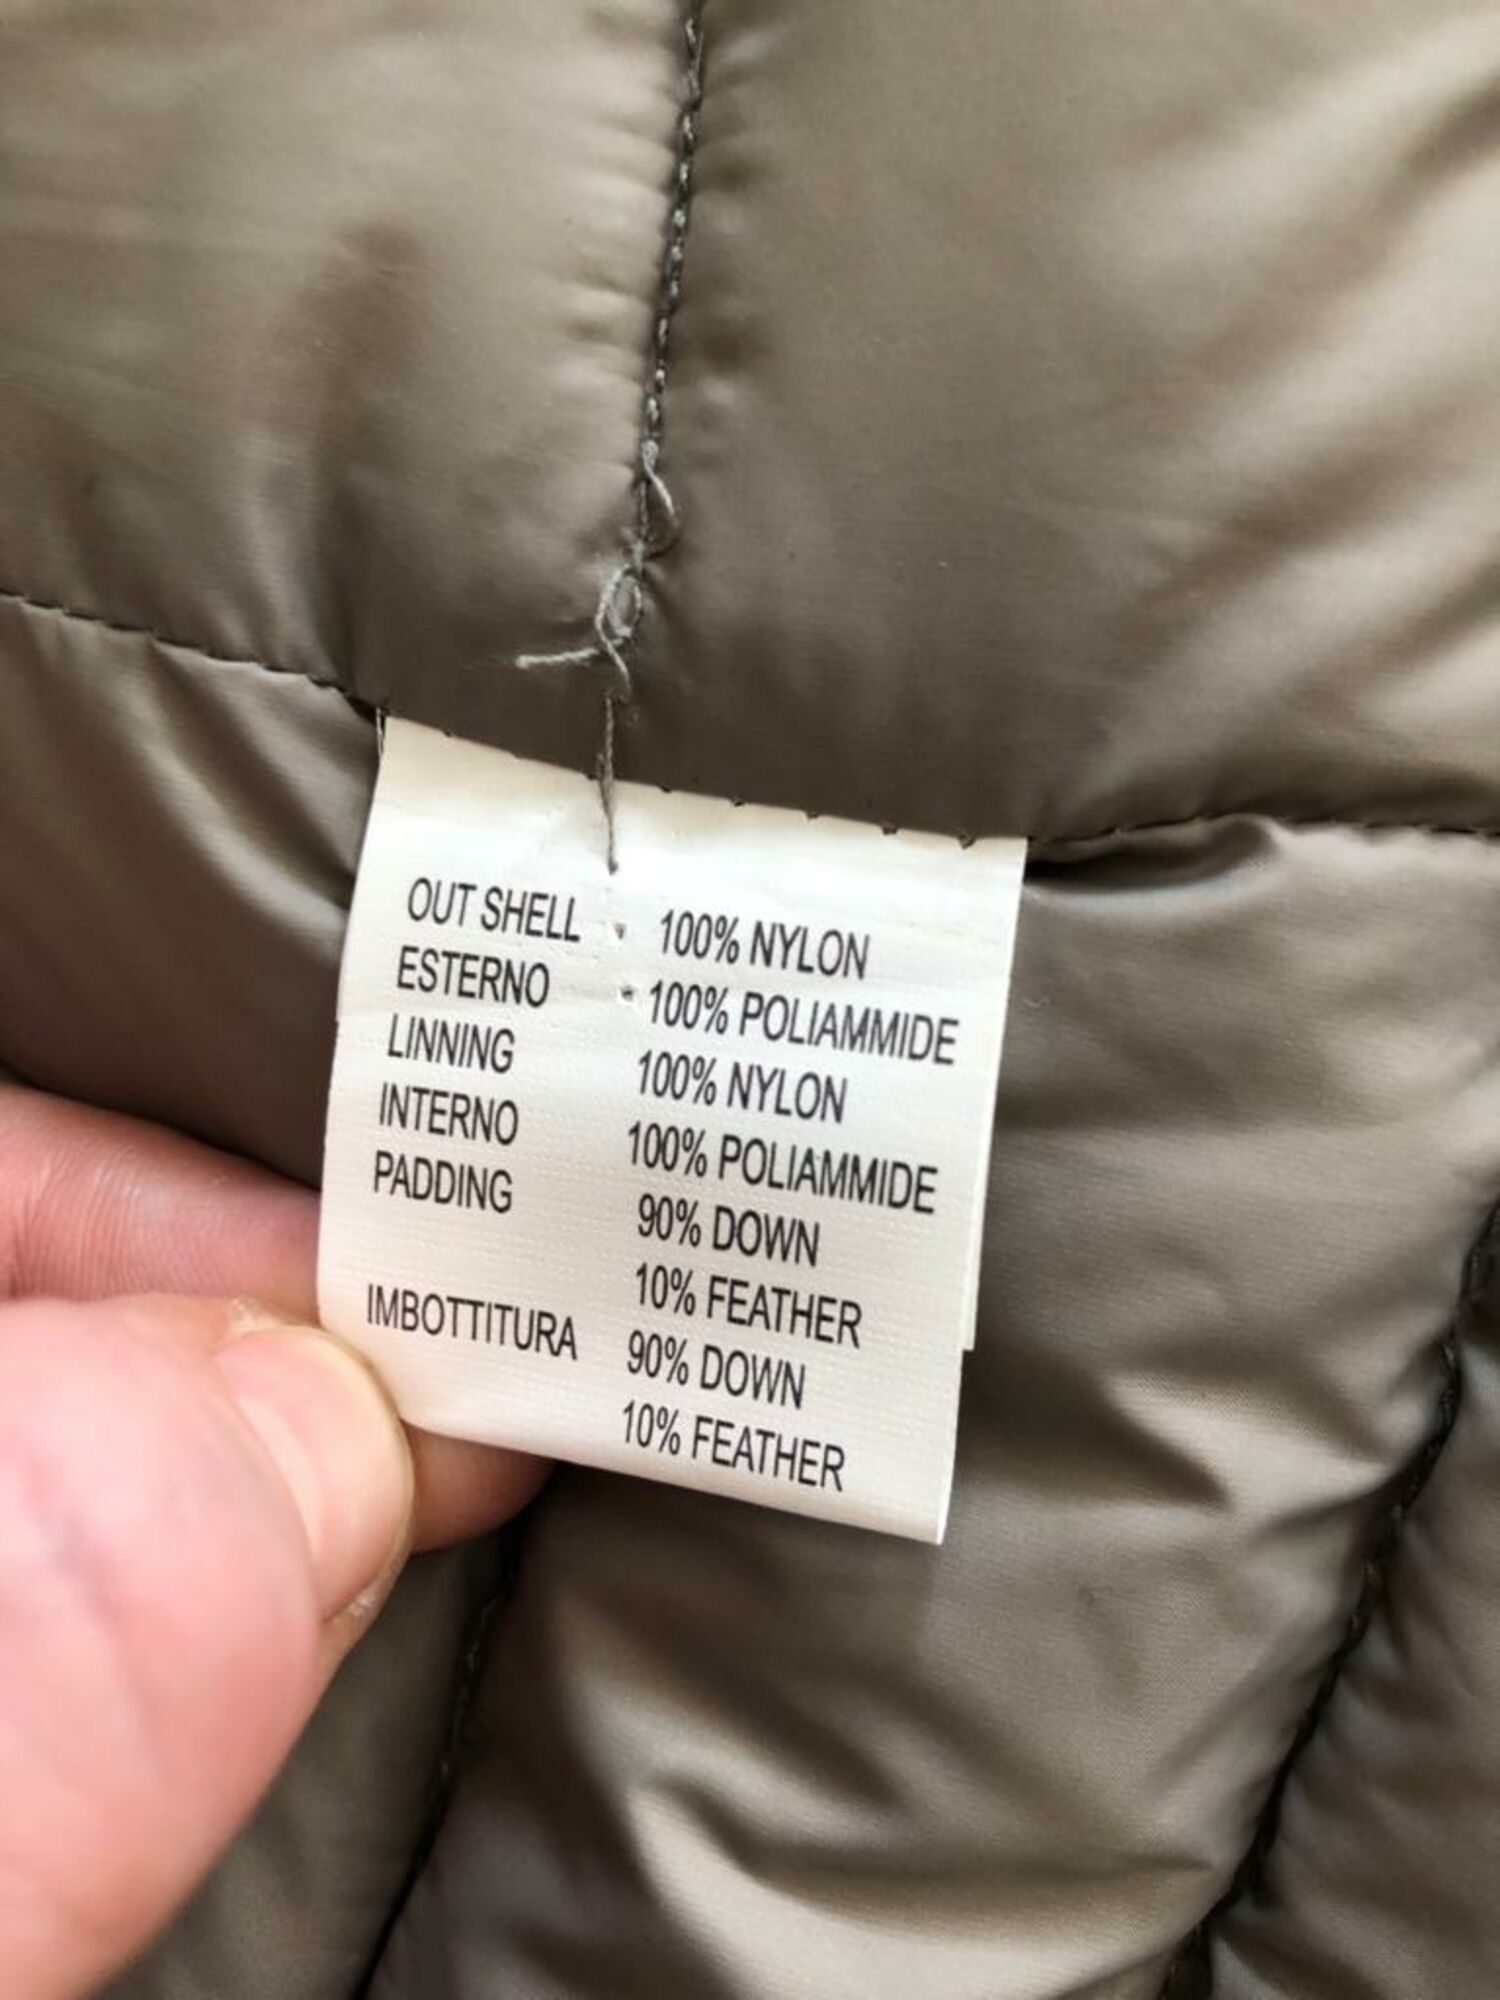 OUT SHELL 100% NYLON
ESTERNO 100% POLIAMMIDE
LINNING 100% NYLON
INTERNO 100% POLIAMMIDE
PADDING 90% DOWN
10% FEATHER
IMBOTTITURA 90% DOWN
10% FEATHER